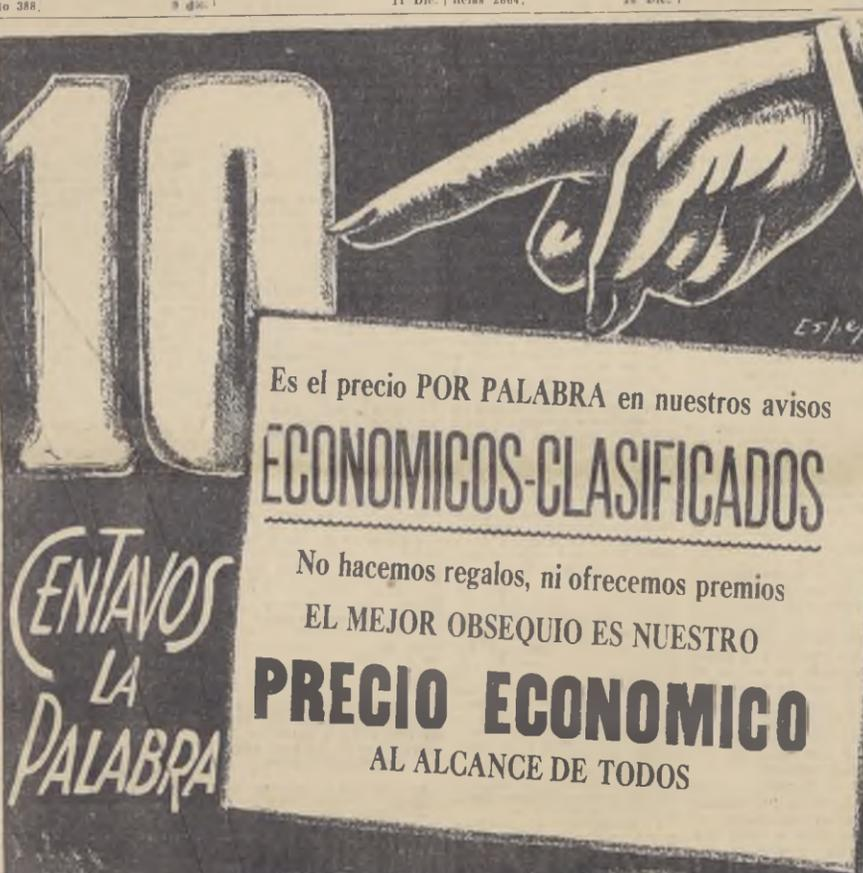 10
CENTAVOS
LA
PALABRA
Es el precio POR PALABRA en nuestros avisos
ECONOMICOS-CLASIFICADOS
No hacemos regalos, ni ofrecemos premios
EL MEJOR OBSEQUIO ES NUESTRO
PRECIO ECONOMICO
AL ALCANCE DE TODOS